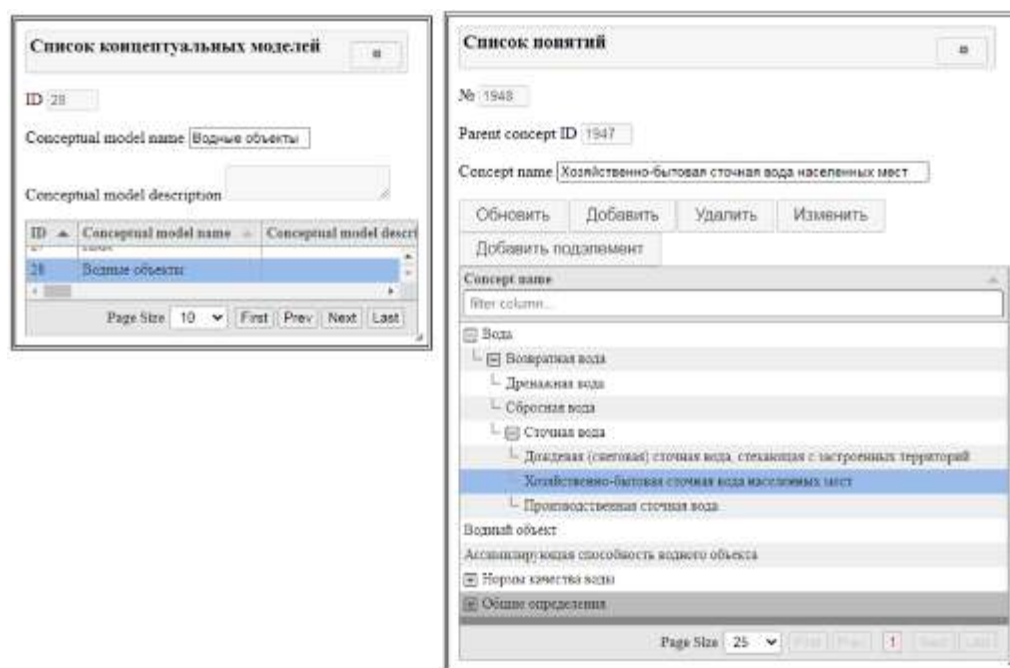 Список концептуальных моделей
ID 28
Conceptual model name Водные объекты
Conceptual model description
ID Conceptual model name Conceptual model descri
27
28 Водные объекты
Page Size 10 First Prev Next Last
Список понятий
№ 1948
Parent concept ID 1947
Concept name Хозяйственно-бытовая сточная вода населенных мест
Обновить Добавить Удалить Изменить
Добавить подэлемент
Concept name
filter column...
Вода
Возвратная вода
Дренажная вода
Сбросная вода
Сточная вода
Дождевая (снеговая) сточная вода, стекающая с застроенных территорий
Хозяйственно-бытовая сточная вода населенных мест
Производственная сточная вода
Водный объект
Ассимилирующая способность водного объекта
Нормы качества воды
Общие определения
Page Size 25 First Prev 1 Next Last